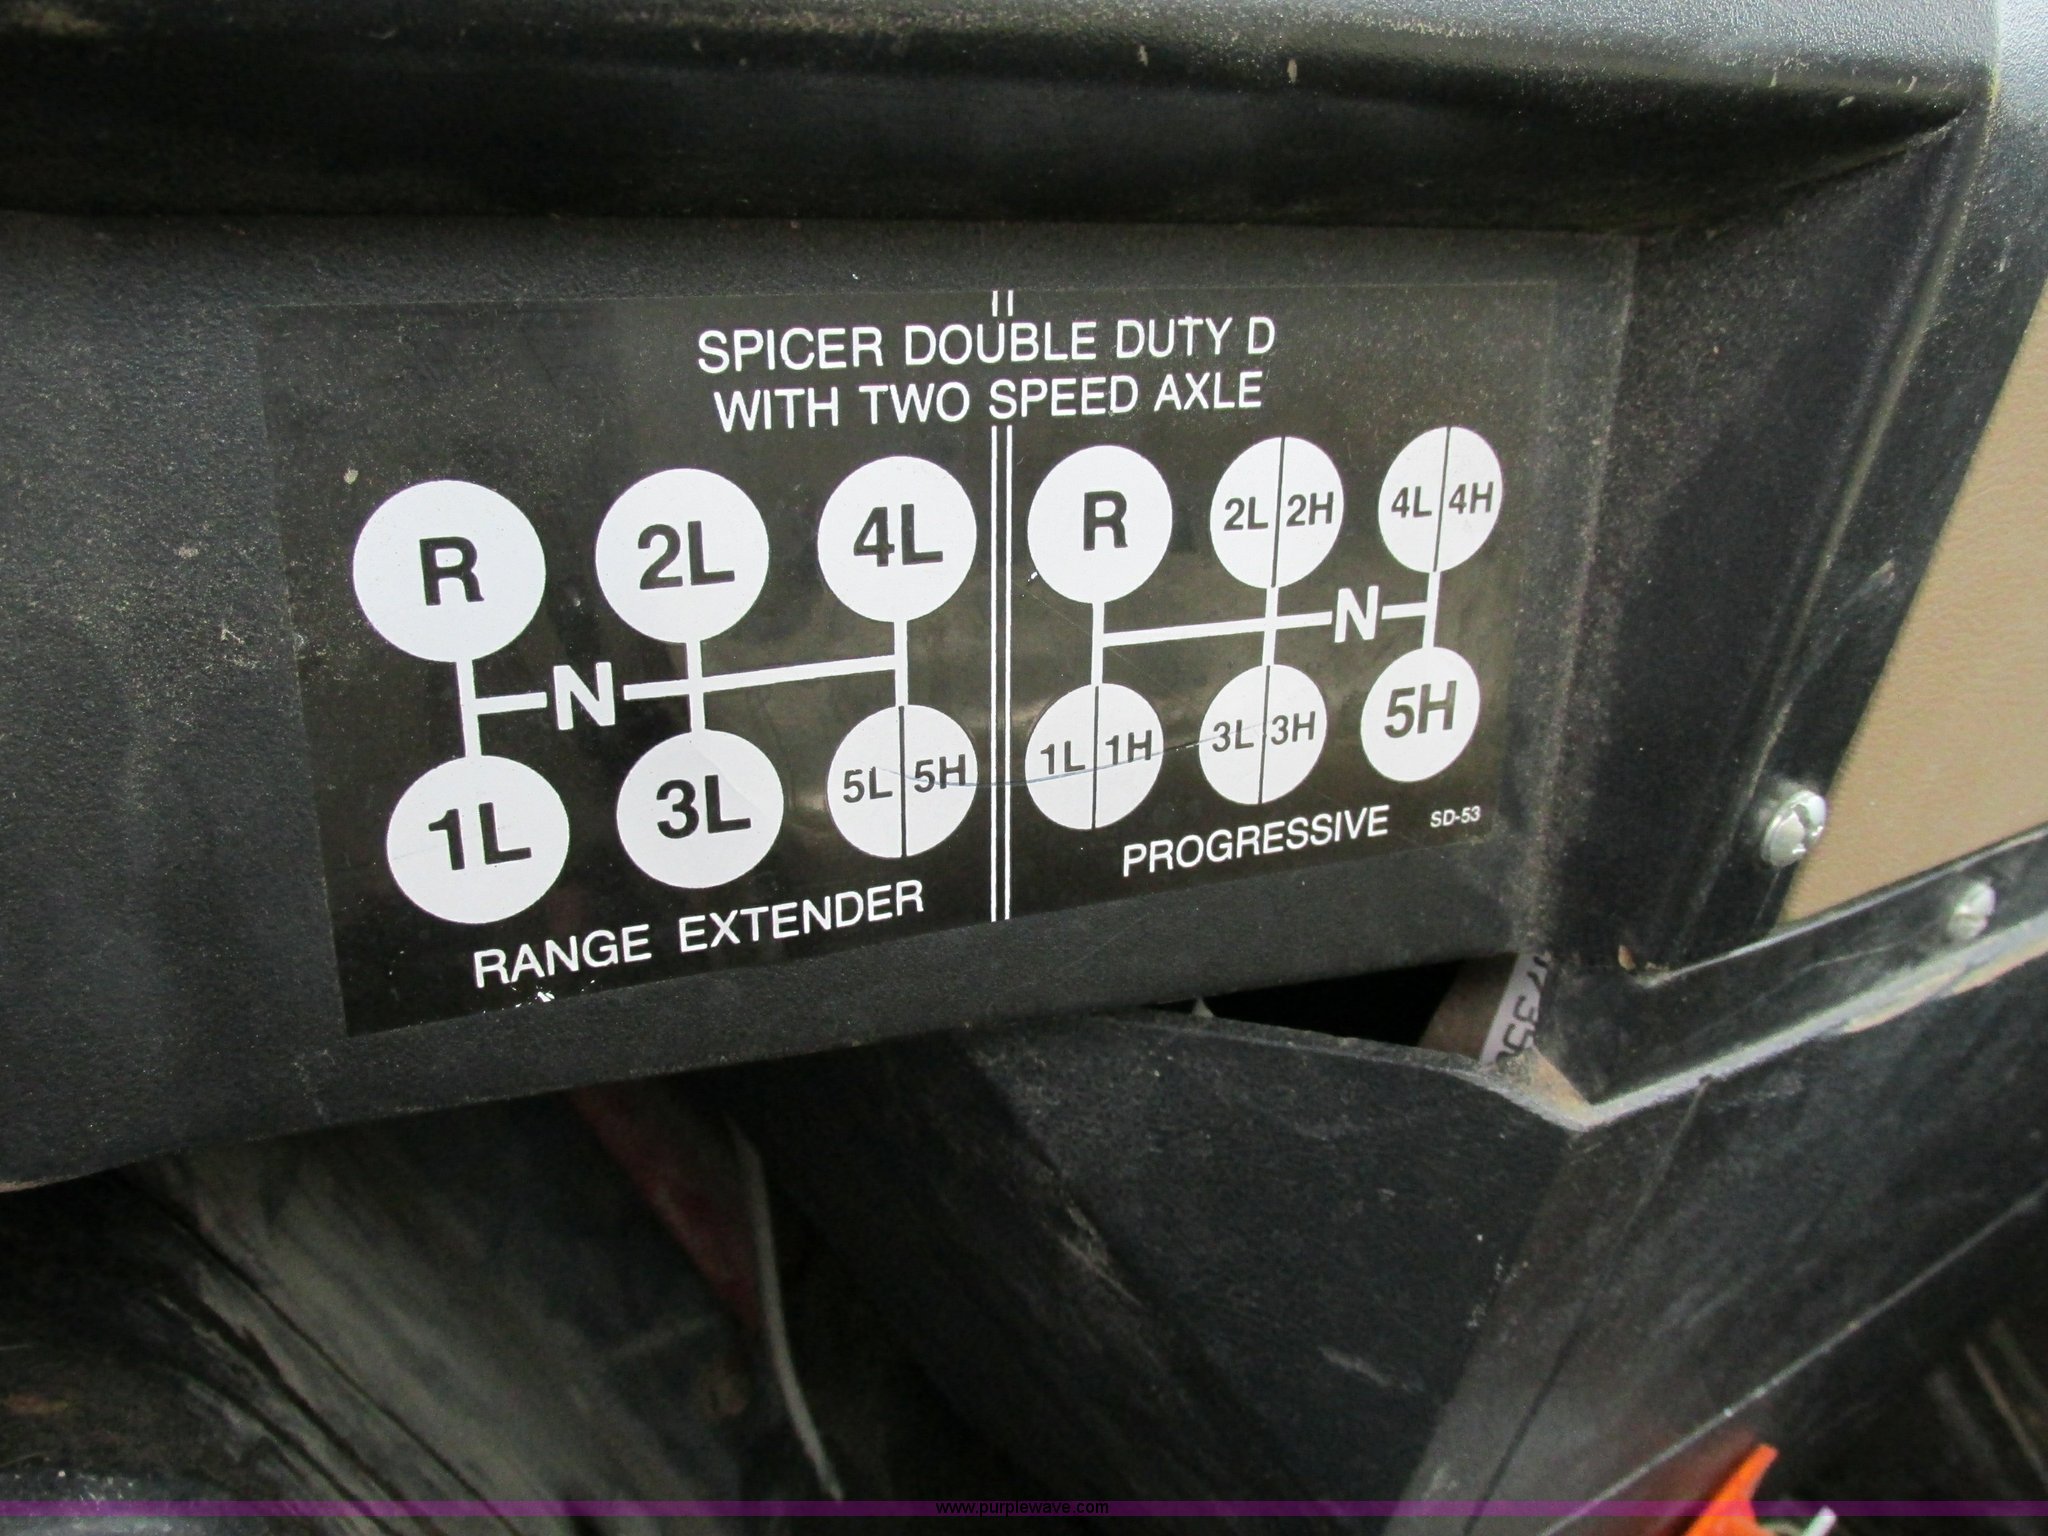 SPICER DOUBLE DUTY D
WITH TWO SPEED AXLE
R 2L 4L
N
1L 3L 5L 5H
RANGE EXTENDER
R 2L 2H 4L 4H
N
1L 1H 3L 3H 5H
PROGRESSIVE SD-53
www.purplewave.com